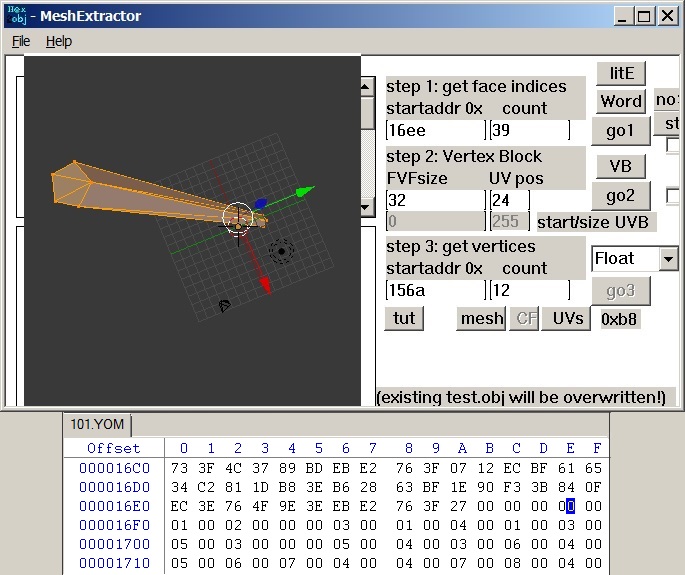 Hex obj - MeshExtractor
File Help
step 1: get face indices
startaddr 0x count
16ee 39
litE
Word no
go1 st
step 2: Vertex Block
FVFsize UV pos
32 24
0 255 start/size UVB
VB
go2
step 3: get vertices
startaddr 0x count
156a 12
Float
go3
tut mesh CF UVs 0xb8
(existing test.obj will be overwritten!)
101.YOM
Offset 0 1 2 3 4 5 6 7 8 9 A B C D E F
000016C0 73 3F 4C 37 89 BD EB E2 76 3F 07 12 EC BF 61 65
000016D0 34 C2 81 1D B8 3E B6 28 63 BF 1E 90 F3 3B 84 0F
000016E0 EC 3E 76 4F 9E 3E EB E2 76 3F 27 00 00 00 00 00
000016F0 01 00 02 00 00 00 03 00 01 00 04 00 01 00 03 00
00001700 05 00 03 00 00 00 05 00 04 00 03 00 06 00 04 00
00001710 05 00 06 00 07 00 04 00 04 00 07 00 08 00 04 00